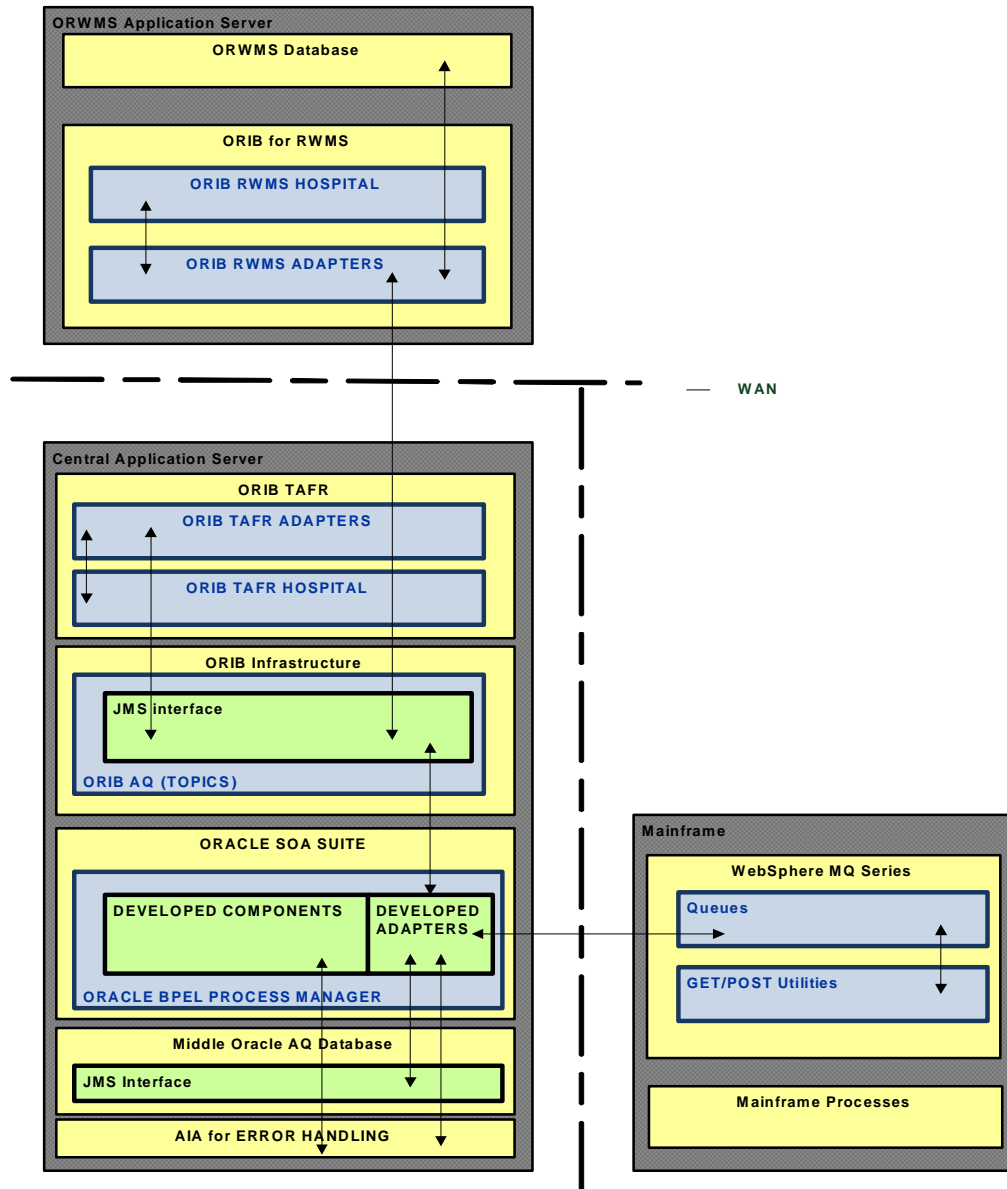 ORWMS Application Server
ORWMS Database
ORIB for RWMS
ORIB RWMS HOSPITAL
ORIB RWMS ADAPTERS
WAN
Central Application Server
ORIB TAFR
ORIB TAFR ADAPTERS
ORIB TAFR HOSPITAL
ORIB Infrastructure
JMS interface
ORIB AQ (TOPICS)
ORACLE SOA SUITE
DEVELOPED COMPONENTS
DEVELOPED
ADAPTERS
ORACLE BPEL PROCESS MANAGER
Middle Oracle AQ Database
JMS Interface
AIA for ERROR HANDLING
Mainframe
WebSphere MQ Series
Queues
GET/POST Utilities
Mainframe Processes